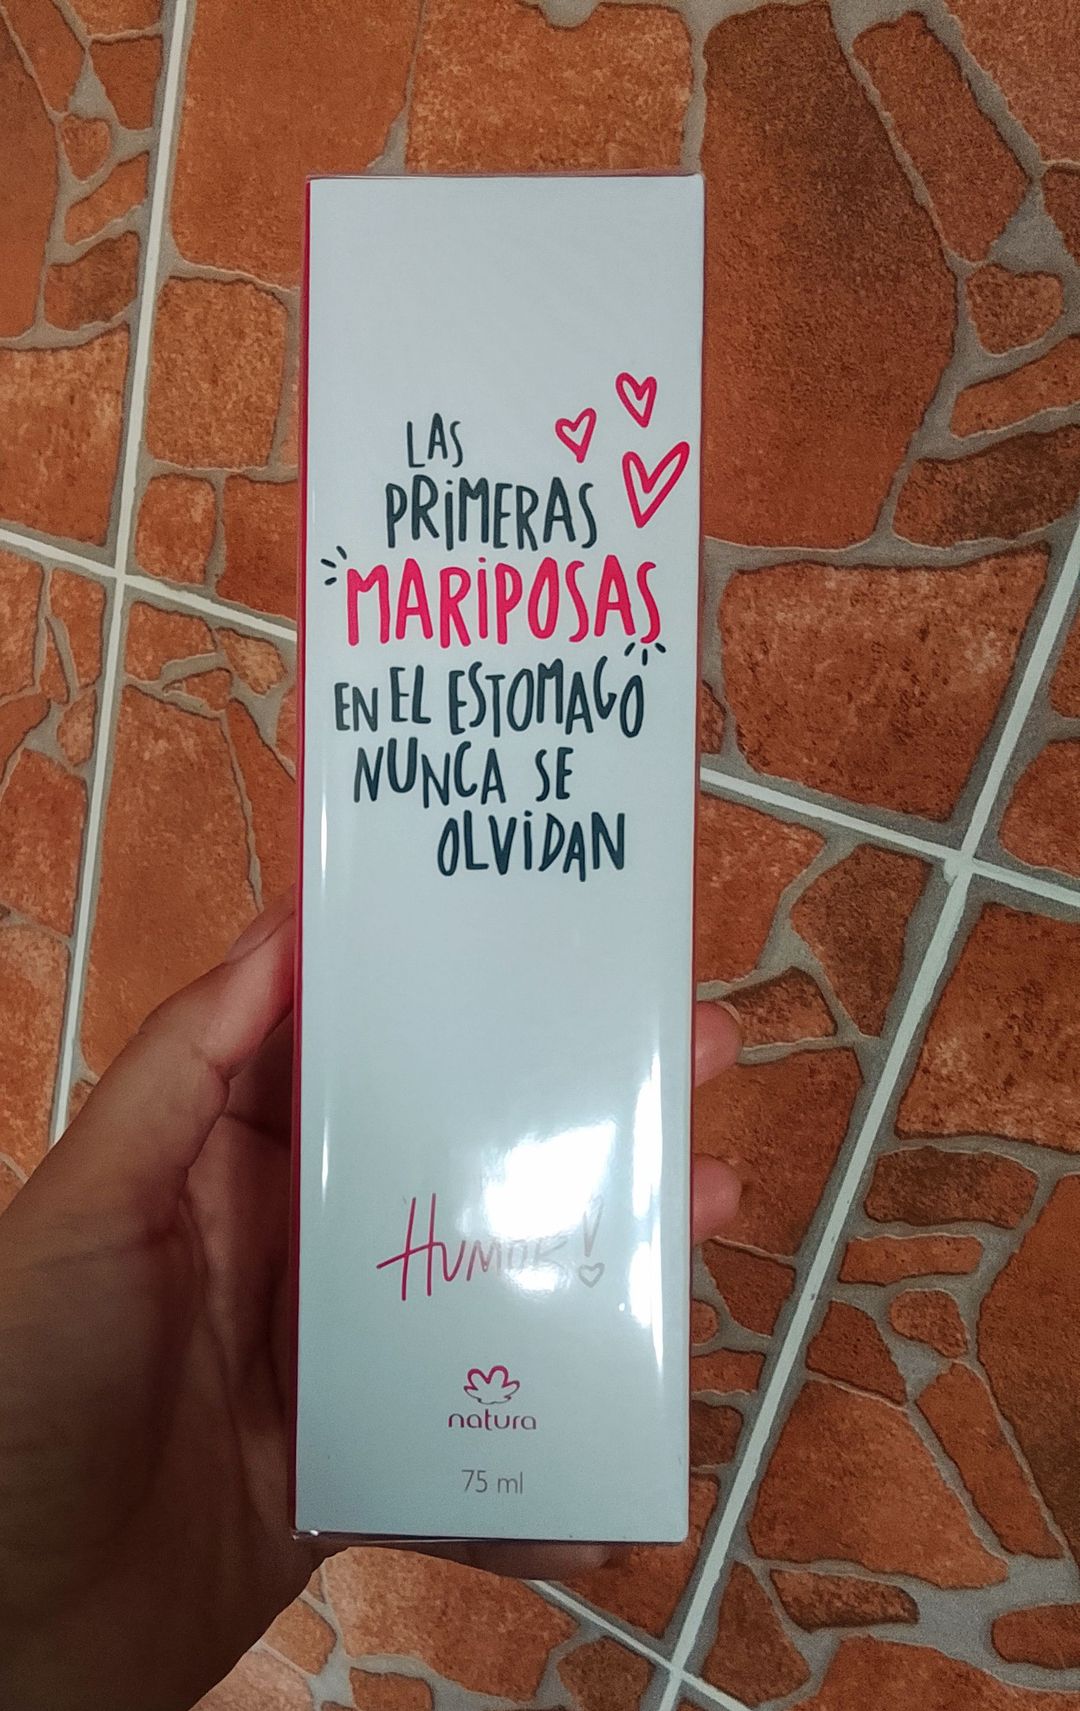 LAS
PRIMERAS
MARIPOSAS
EN EL ESTOMAGO
NUNCA SE
OLVIDAN
HUMOR!
natura
75 ml